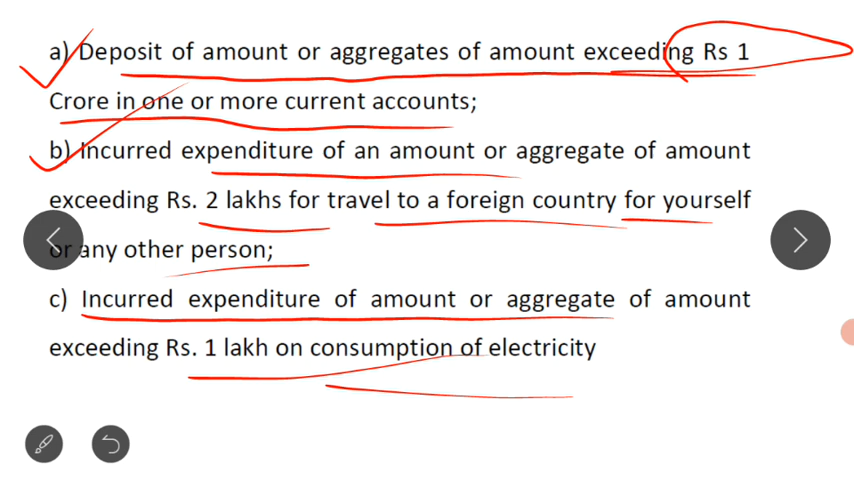 a) Deposit of amount or aggregates of amount exceeding Rs 1
Crore in one or more current accounts;
b) Incurred expenditure of an amount or aggregate of amount
exceeding Rs. 2 lakhs for travel to a foreign country for yourself
or any other person;
c) Incurred expenditure of amount or aggregate of amount
exceeding Rs. 1 lakh on consumption of electricity